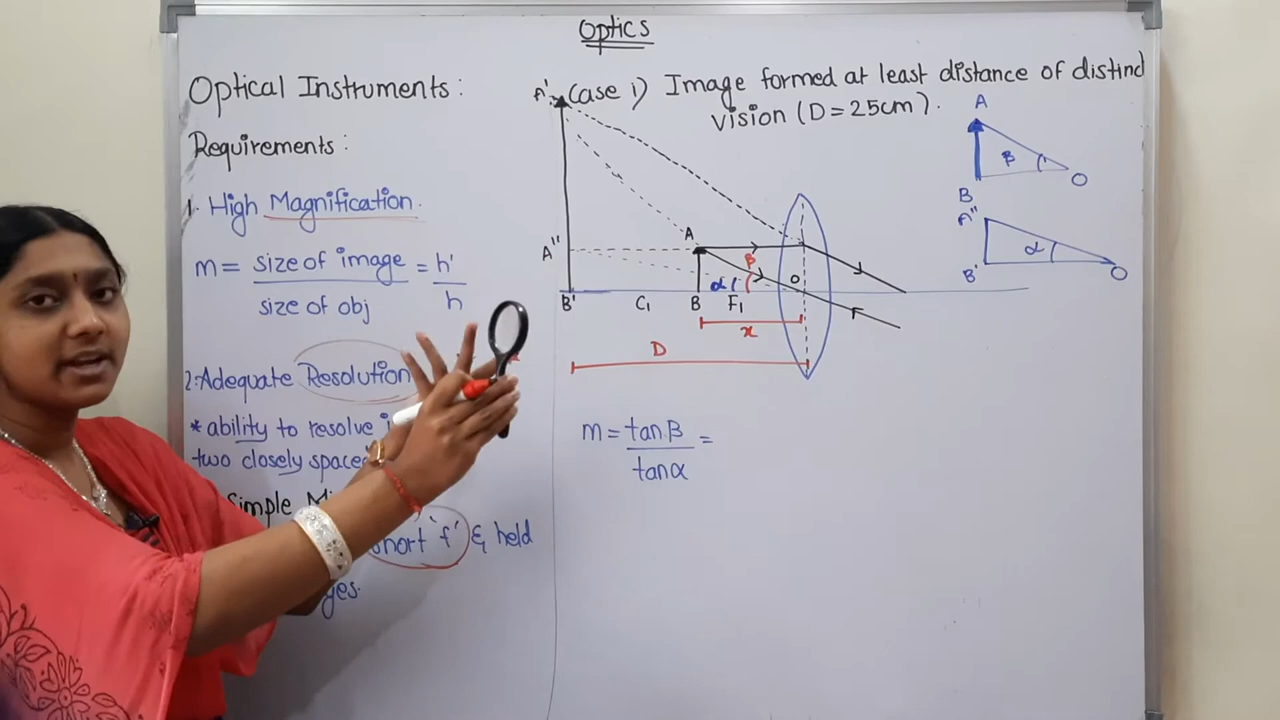 Optics
Optical Instruments:
Requirements:
1. High Magnification.
m = size of image / size of obj = h' / h
2. Adequate Resolution
* ability to resolve
two closely
Simple
short 'f' & held
Case i) Image formed at least distance of distinct
vision (D = 25cm).
A'
A''
B'
C₁
A
B
F₁
α
β
O
x
D
m = tan β / tan α =
A
β
B
O
A''
α
B'
O